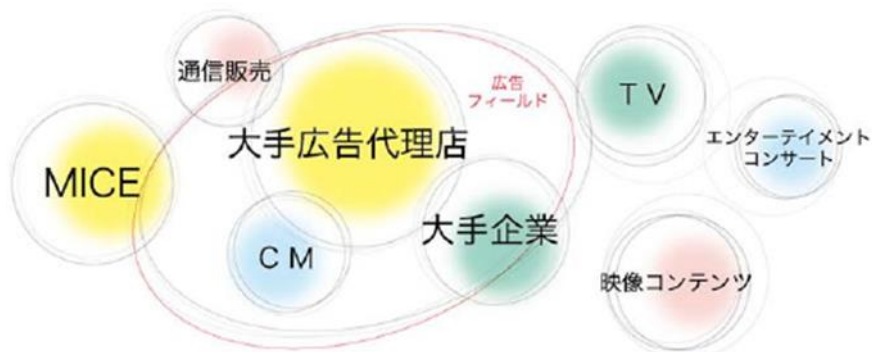 通信販売
広告
フィールド
大手広告代理店
MICE
CM
大手企業
TV
エンターテイメント
コンサート
映像コンテンツ